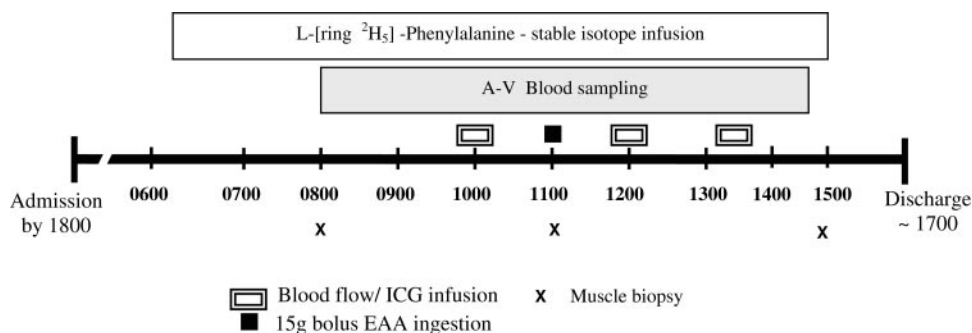 L-[ring ²H₅] -Phenylalanine - stable isotope infusion
A-V Blood sampling
0600 0700 0800 0900 1000 1100 1200 1300 1400 1500
Admission
by 1800
Discharge
~ 1700
X X X
Blood flow/ ICG infusion X Muscle biopsy
15g bolus EAA ingestion